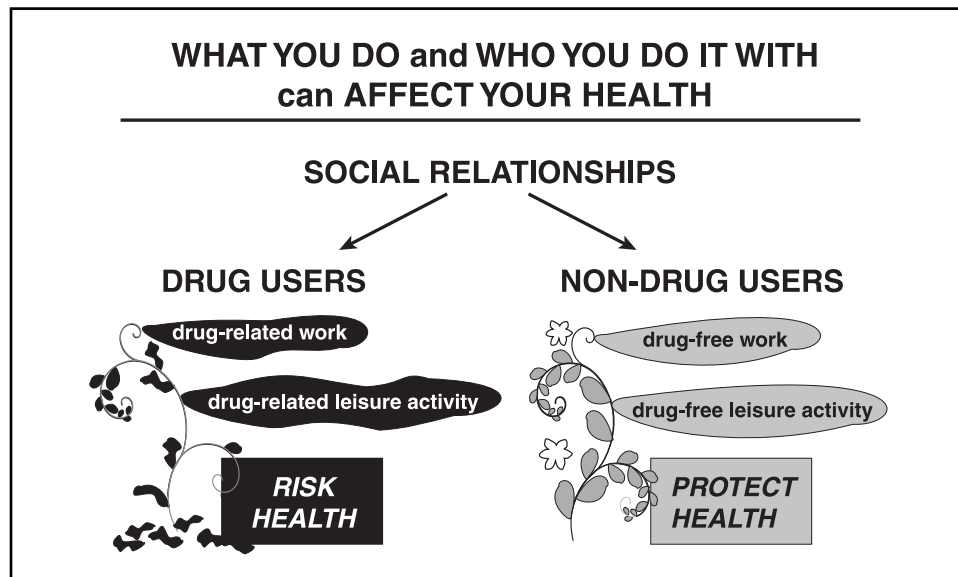 WHAT YOU DO and WHO YOU DO IT WITH
can AFFECT YOUR HEALTH
SOCIAL RELATIONSHIPS
DRUG USERS
drug-related work
drug-related leisure activity
RISK
HEALTH
NON-DRUG USERS
drug-free work
drug-free leisure activity
PROTECT
HEALTH